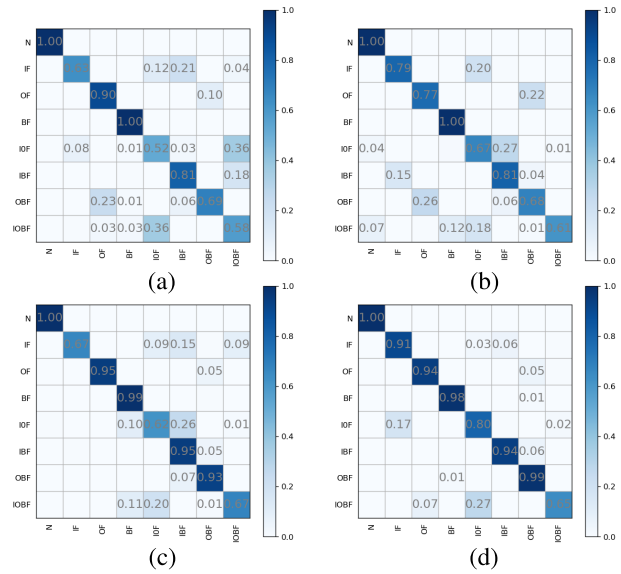 N 1.00
IF 0.12 0.21 0.04
OF 0.90 0.10
BF 1.00
I0F 0.08 0.01 0.52 0.03 0.36
IBF 0.81 0.18
OBF 0.23 0.01 0.06 0.69
IOBF 0.03 0.03 0.36
N IF OF BF I0F IBF OBF IOBF
1.0
0.8
0.6
0.4
0.2
0.0
(a)
N 1.00
IF 0.79 0.20
OF 0.77 0.22
BF 1.00
I0F 0.04 0.67 0.27 0.01
IBF 0.15 0.81 0.04
OBF 0.26 0.06 0.68
IOBF 0.07 0.12 0.18 0.01
N IF OF BF I0F IBF OBF IOBF
1.0
0.8
0.6
0.4
0.2
0.0
(b)
N 1.00
IF 0.67 0.09 0.15 0.09
OF 0.95 0.05
BF 0.99
I0F 0.10 0.26 0.01
IBF 0.95 0.05
OBF 0.07 0.93
IOBF 0.11 0.20 0.01 0.67
N IF OF BF I0F IBF OBF IOBF
1.0
0.8
0.6
0.4
0.2
0.0
(c)
N 1.00
IF 0.91 0.03 0.06
OF 0.94 0.05
BF 0.98 0.01
I0F 0.17 0.80 0.02
IBF 0.94 0.06
OBF 0.01 0.99
IOBF 0.07 0.27
N IF OF BF I0F IBF OBF IOBF
1.0
0.8
0.6
0.4
0.2
0.0
(d)